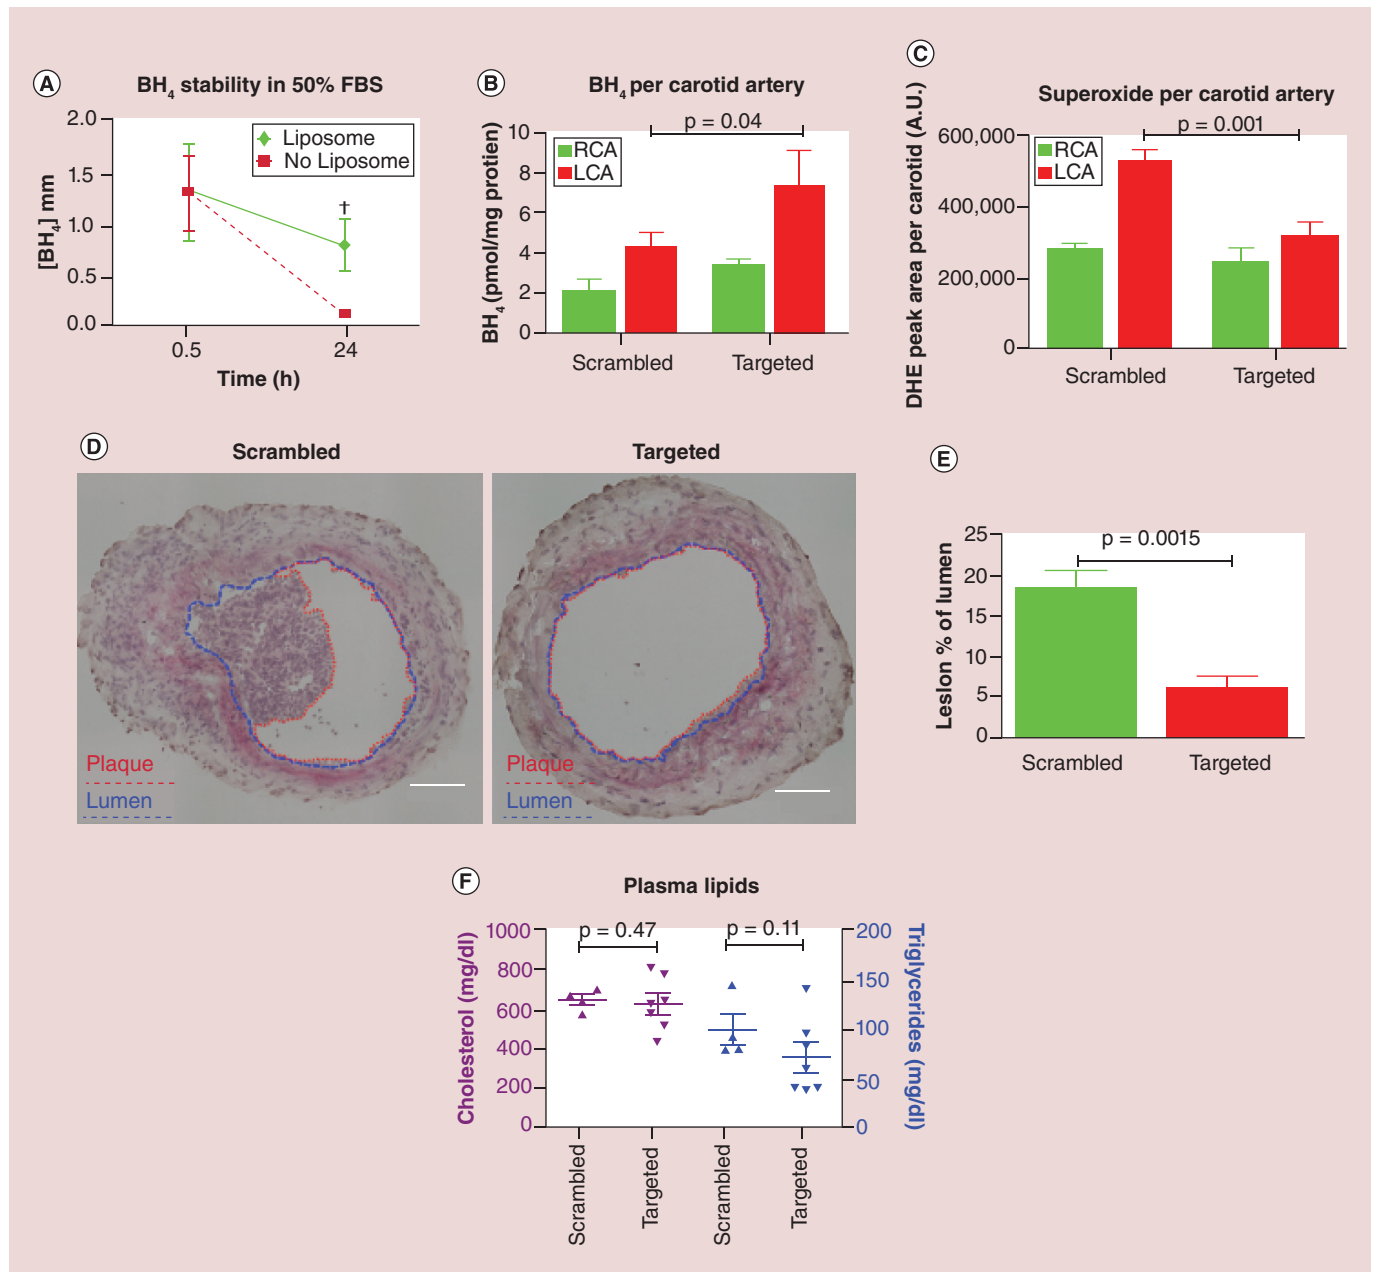 A
BH4 stability in 50% FBS
[BH4] mm
2.0
1.5
1.0
0.5
0.0
Liposome
No Liposome
†
0.5 24
Time (h)
B
BH4 per carotid artery
BH4 (pmol/mg protien)
10
8
6
4
2
0
p = 0.04
RCA
LCA
Scrambled Targeted
C
Superoxide per carotid artery
DHE peak area per carotid (A.U.)
600,000
400,000
200,000
0
p = 0.001
RCA
LCA
Scrambled Targeted
D
Scrambled
Plaque
Lumen
Targeted
Plaque
Lumen
E
Lesion % of lumen
25
20
15
10
5
0
p = 0.0015
Scrambled Targeted
F
Plasma lipids
Cholesterol (mg/dl)
1000
800
600
400
200
0
p = 0.47
p = 0.11
200
150
100
50
0
Triglycerides (mg/dl)
Scrambled
Targeted
Scrambled
Targeted